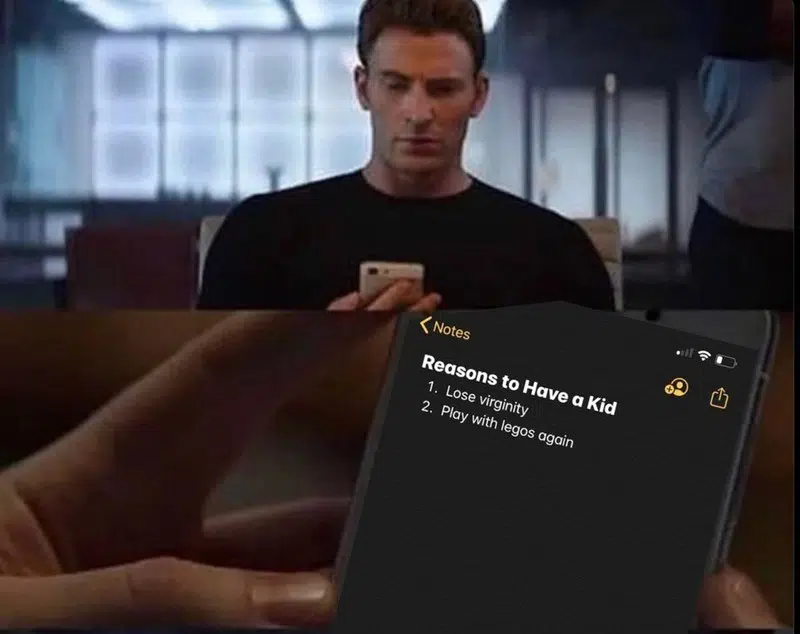 Notes
Reasons to Have a Kid
1. Lose virginity
2. Play with legos again